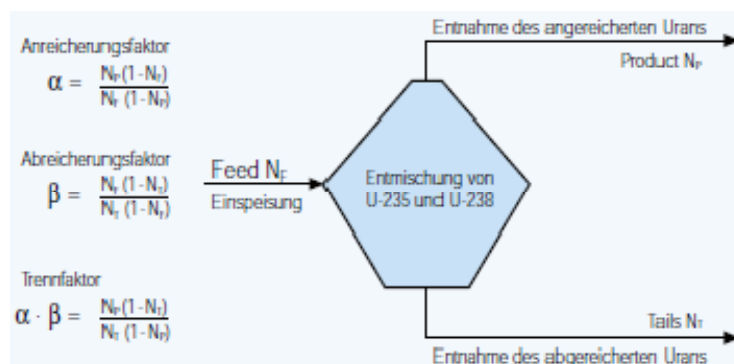 Anreicherungsfaktor
α = N_P (1 - N_F) / N_F (1 - N_P)
Abreicherungsfaktor
β = N_F (1 - N_T) / N_T (1 - N_F)
Trennfaktor
α · β = N_P (1 - N_T) / N_T (1 - N_P)
Feed N_F
Einspeisung
Entmischung von
U-235 und U-238
Entnahme des angereicherten Urans
Product N_P
Tails N_T
Entnahme des abgereicherten Urans